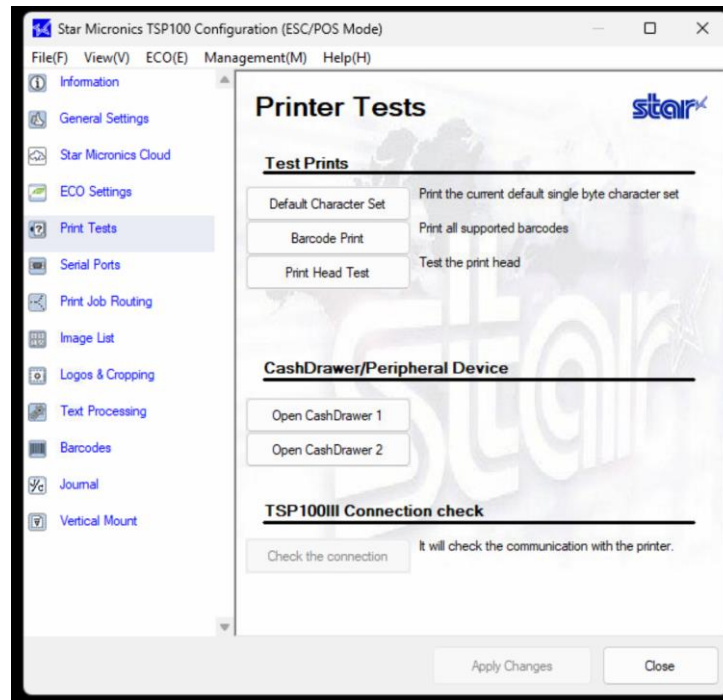 Star Micronics TSP100 Configuration (ESC/POS Mode)
File(F) View(V) ECO(E) Management(M) Help(H)
Information
General Settings
Star Micronics Cloud
ECO Settings
Print Tests
Serial Ports
Print Job Routing
Image List
Logos & Cropping
Text Processing
Barcodes
Journal
Vertical Mount
Printer Tests
star
Test Prints
Default Character Set Print the current default single byte character set
Barcode Print Print all supported barcodes
Print Head Test Test the print head
CashDrawer/Peripheral Device
Open CashDrawer 1
Open CashDrawer 2
TSP100III Connection check
Check the connection It will check the communication with the printer.
star
Apply Changes Close